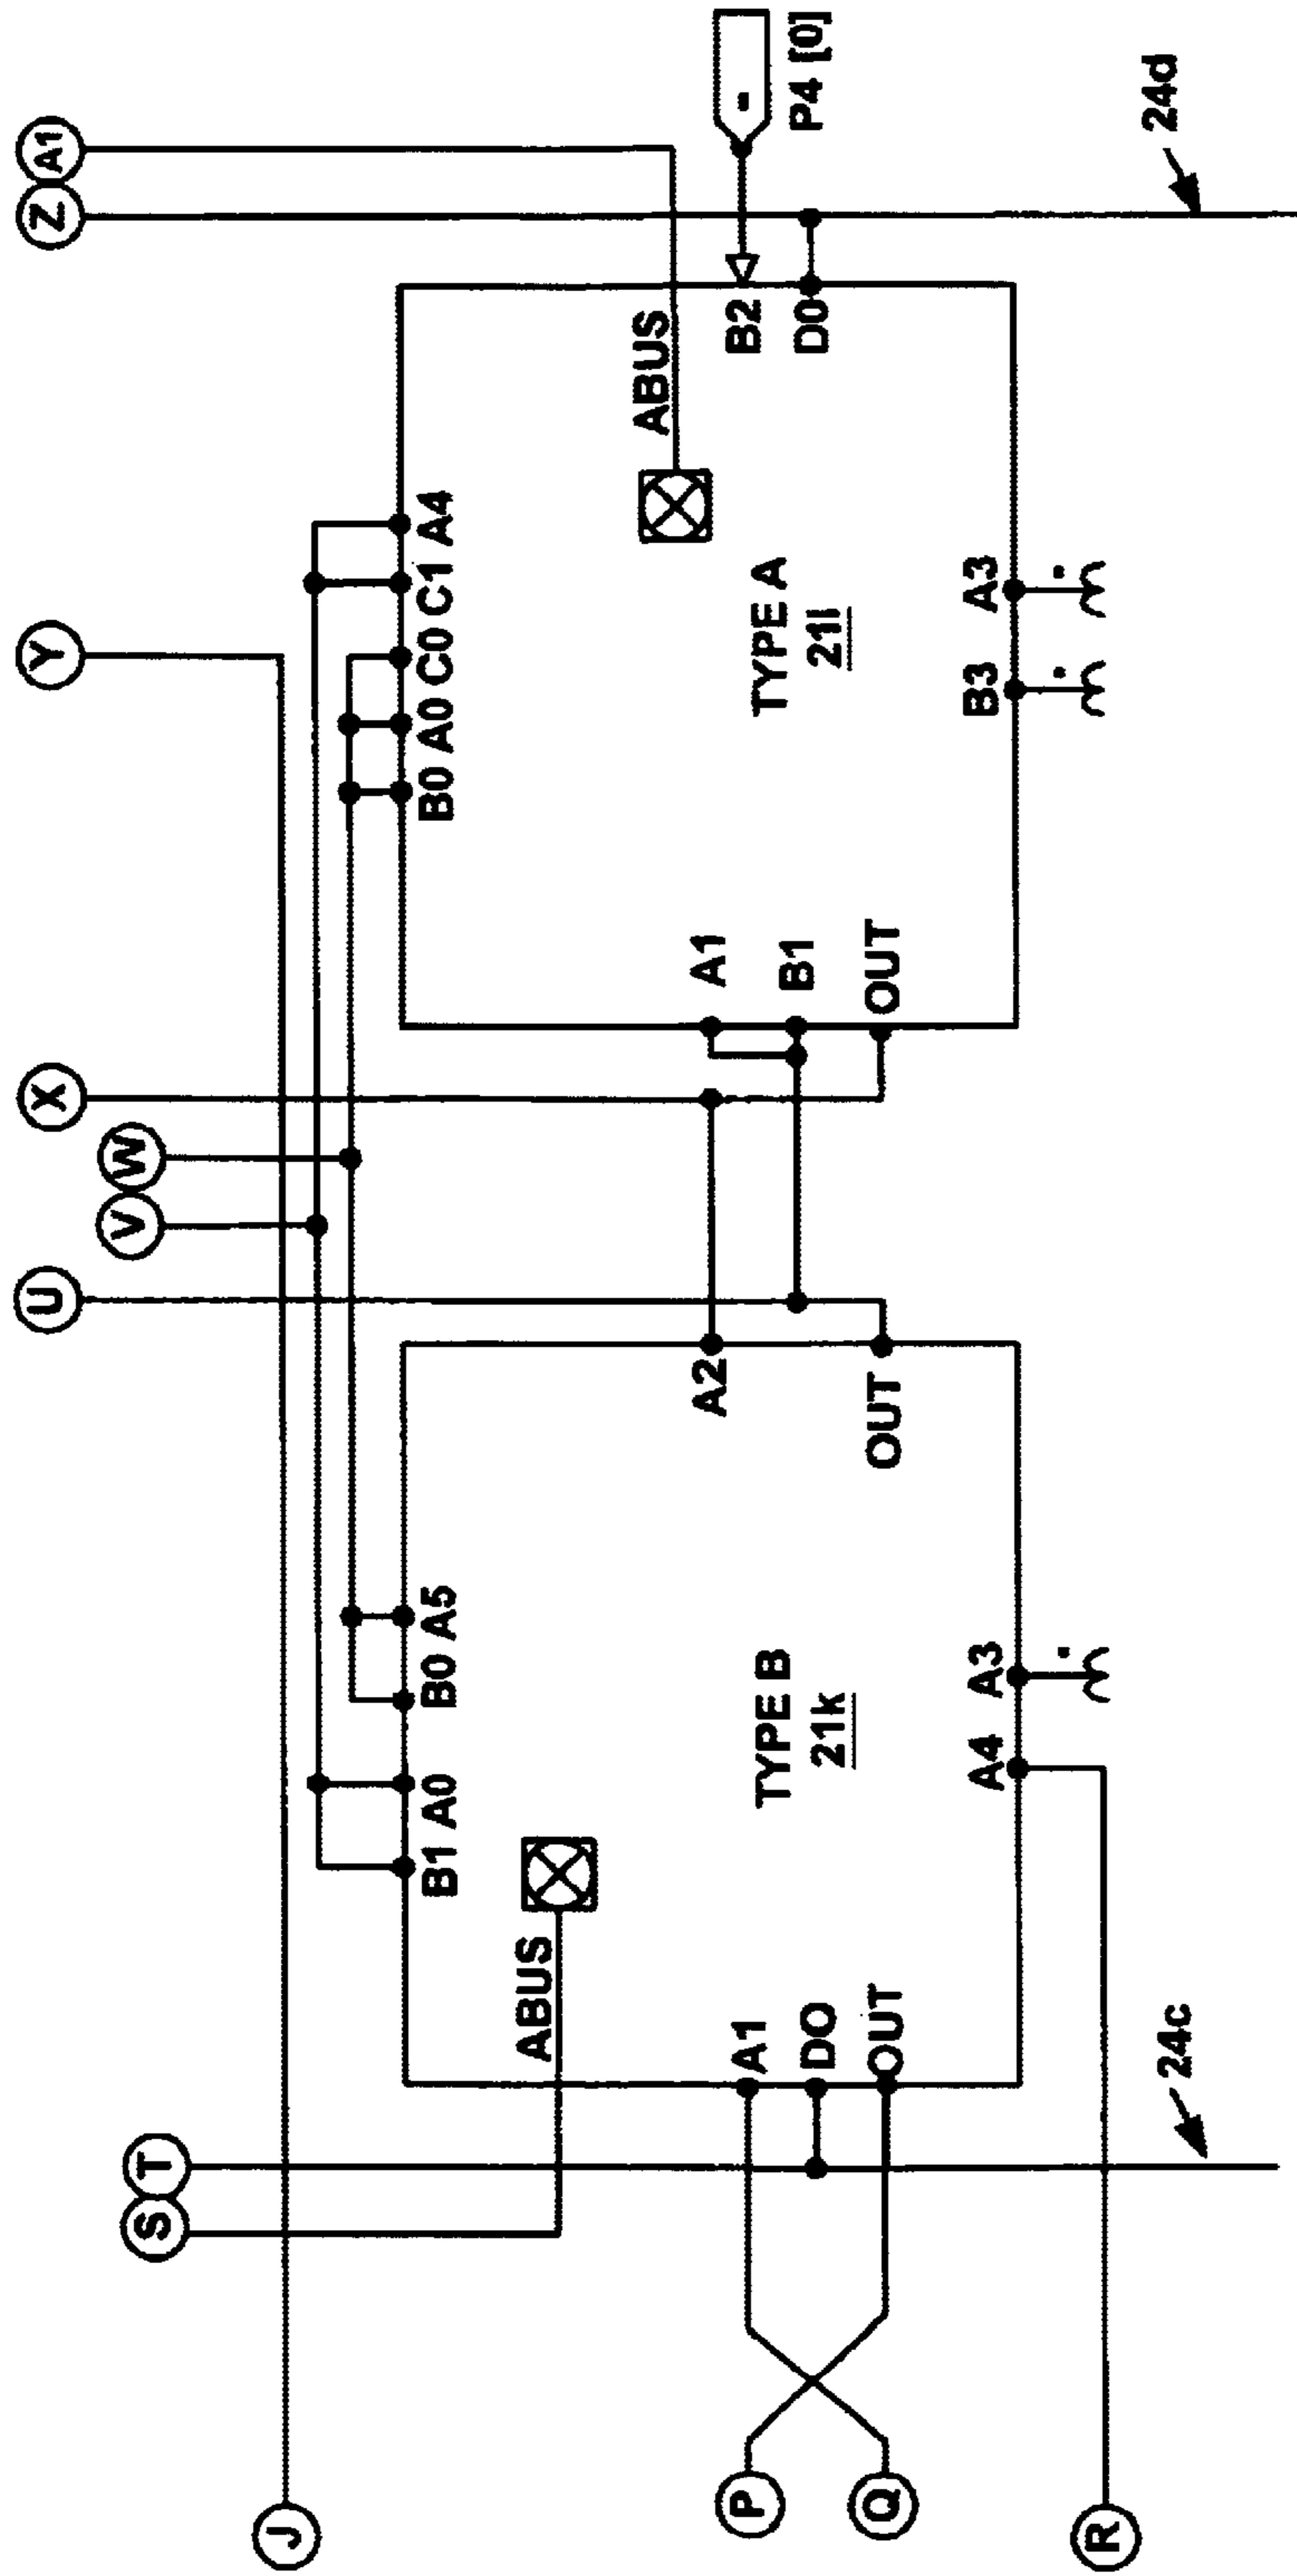 J
Y
Z
A1
S
T
U
V
W
X
ABUS
B1 A0
B0 A5
B0 A0 C0 C1 A4
ABUS
P
Q
A1
DO
OUT
TYPE B
21k
A2
OUT
A1
B1
OUT
TYPE A
21l
B2
D0
P4 [0]
R
A4
A3
B3
A3
24c
24d